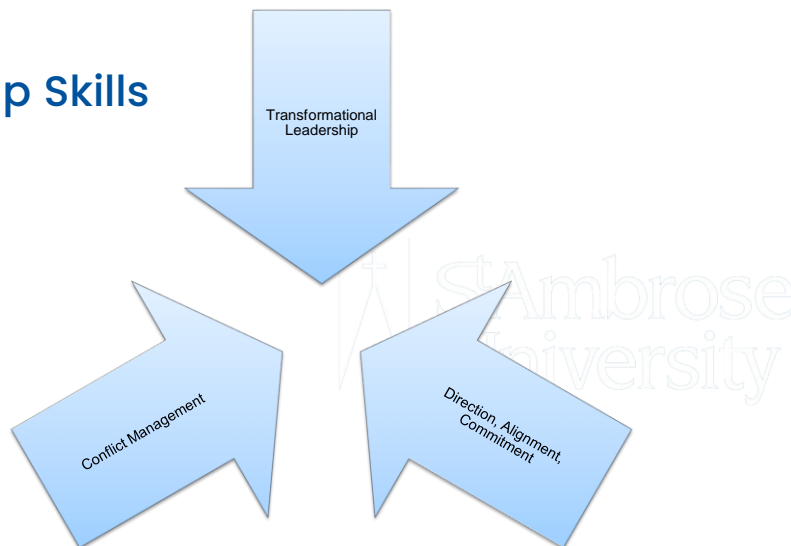 p Skills
Transformational
Leadership
St Ambrose
University
Conflict Management
Direction, Alignment,
Commitment